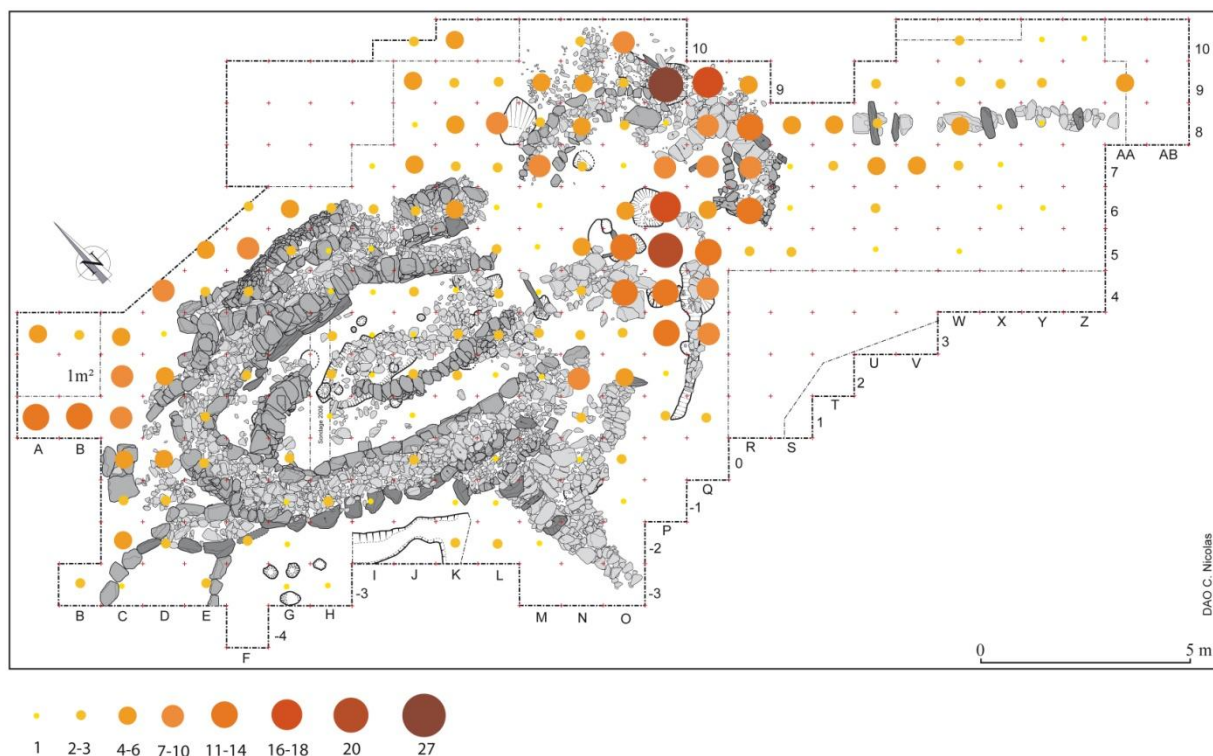 10
10
9
9
8
AA AB
7
6
5
4
W X Y Z
3
U V
2
T
1
R S
0
Q
-1
P
-2
-3
M N O
I J K L
-3
G H
-4
F
B C D E
A B
1m²
N
Sondage 2006
DAO C. Nicolas
0 5 m
1 2-3 4-6 7-10 11-14 16-18 20 27